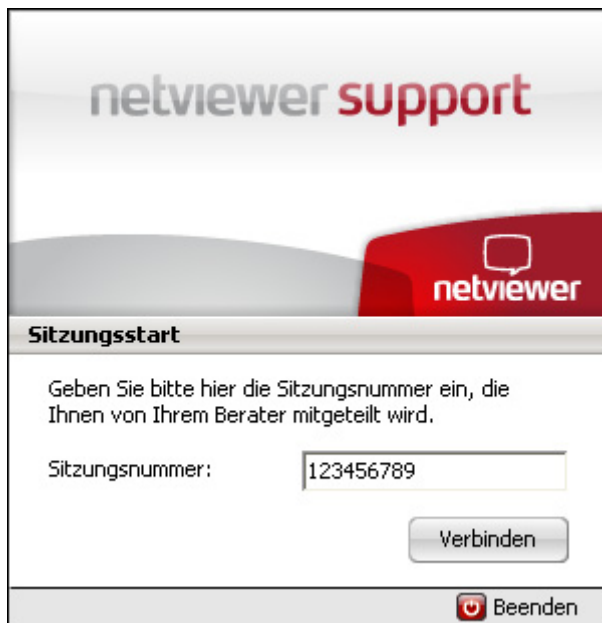 netviewer support
netviewer
Sitzungsstart
Geben Sie bitte hier die Sitzungsnummer ein, die
Ihnen von Ihrem Berater mitgeteilt wird.
Sitzungsnummer: 123456789
Verbinden
Beenden